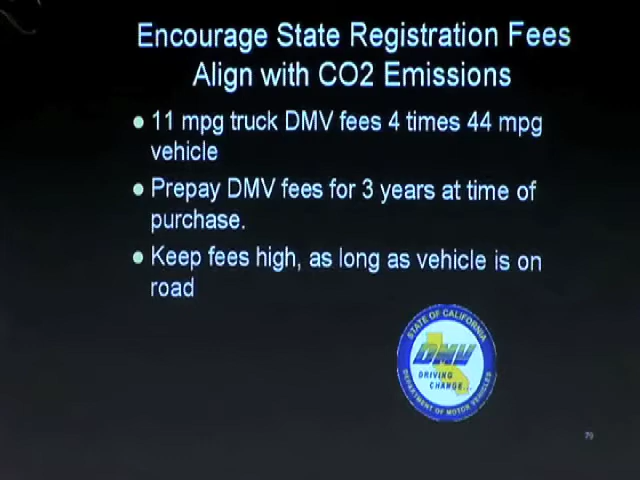 Encourage State Registration Fees
Align with CO2 Emissions
● 11 mpg truck DMV fees 4 times 44 mpg
vehicle
● Prepay DMV fees for 3 years at time of
purchase.
● Keep fees high, as long as vehicle is on
road
STATE OF CALIFORNIA
DMV
DRIVING
CHANGE...
DEPARTMENT OF MOTOR VEHICLES
79